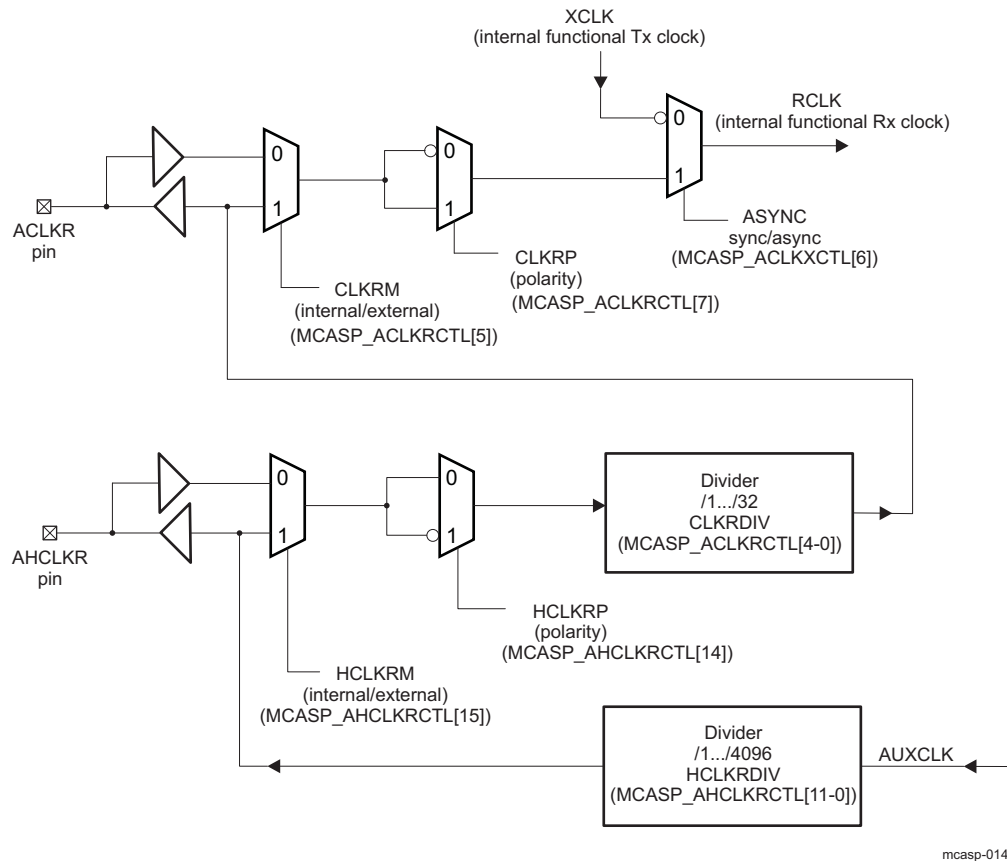 XCLK
(internal functional Tx clock)
RCLK
(internal functional Rx clock)
0
1
0
1
0
1
ACLKR
pin
ASYNC
sync/async
(MCASP_ACLKXCTL[6])
CLKRP
(polarity)
(MCASP_ACLKRCTL[7])
CLKRM
(internal/external)
(MCASP_ACLKRCTL[5])
0
1
0
1
Divider
/1.../32
CLKRDIV
(MCASP_ACLKRCTL[4-0])
AHCLKR
pin
HCLKRP
(polarity)
(MCASP_AHCLKRCTL[14])
HCLKRM
(internal/external)
(MCASP_AHCLKRCTL[15])
Divider
/1.../4096
HCLKRDIV
(MCASP_AHCLKRCTL[11-0])
AUXCLK
mcasp-014